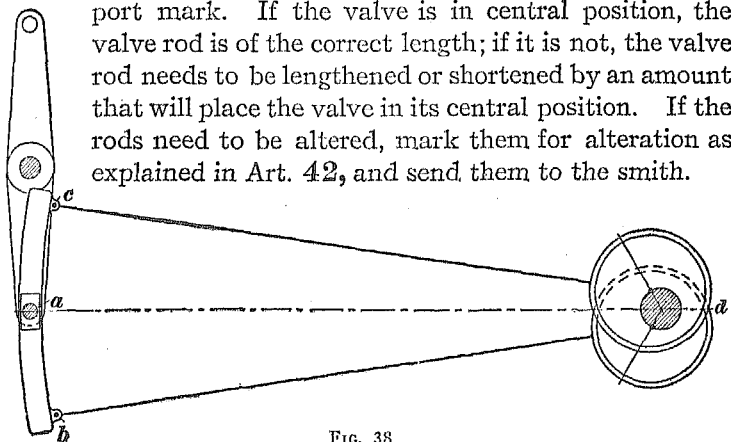 port mark. If the valve is in central position, the
valve rod is of the correct length; if it is not, the valve
rod needs to be lengthened or shortened by an amount
that will place the valve in its central position. If the
rods need to be altered, mark them for alteration as
explained in Art. 42, and send them to the smith.
c
a
d
b
FIG. 38